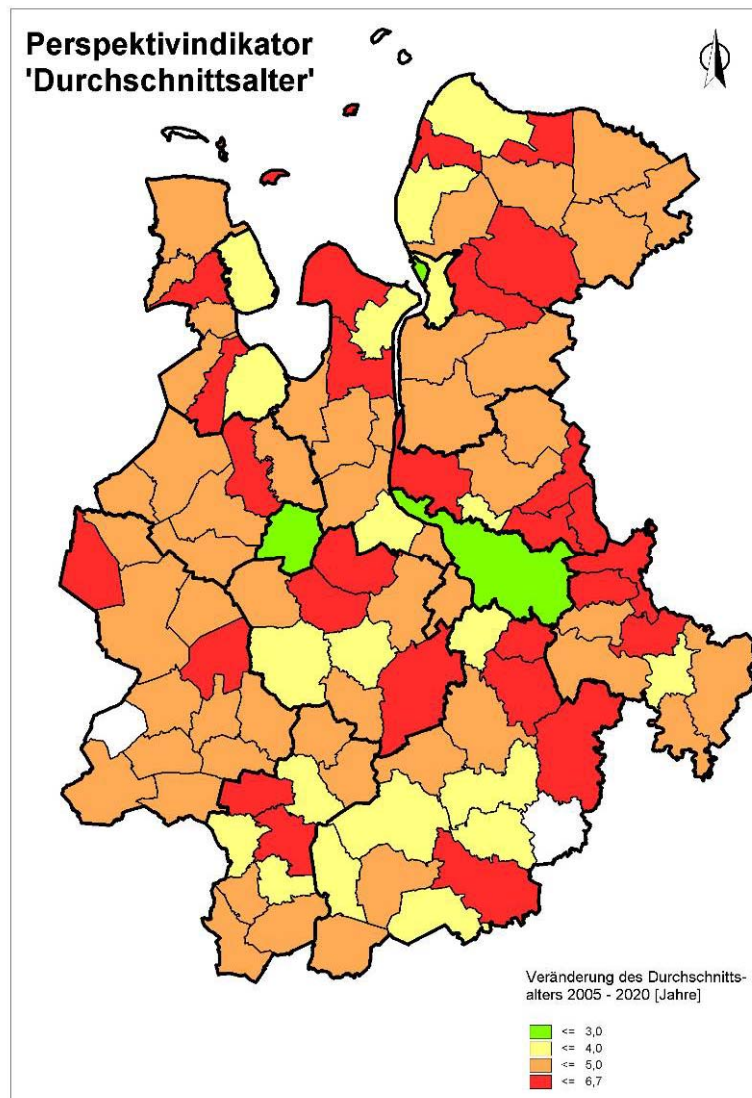 Perspektivindikator
'Durchschnittsalter'
Veränderung des Durchschnitts-
alters 2005 - 2020 [Jahre]
<= 3,0
<= 4,0
<= 5,0
<= 6,7